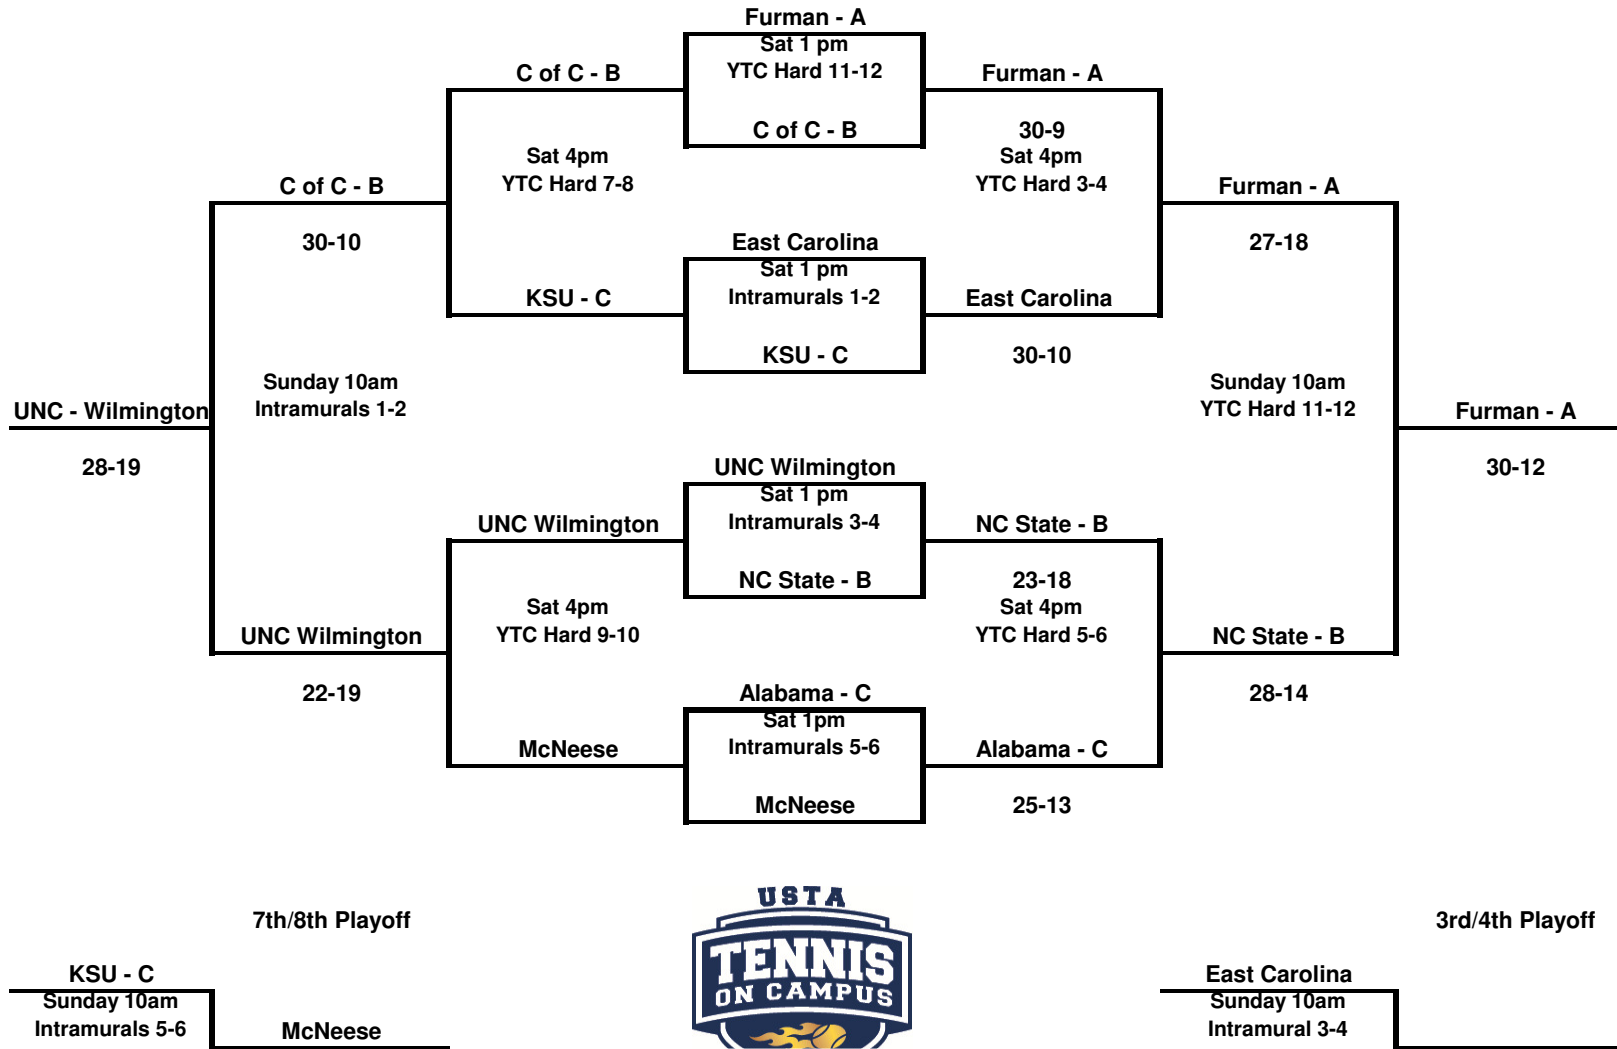 Furman - A
Sat 1 pm
C of C - B
YTC Hard 11-12
Furman - A
C of C - B
30-9
Sat 4pm
Sat 4pm
C of C - B
YTC Hard 7-8
YTC Hard 3-4
Furman - A
30-10
East Carolina
27-18
Sat 1 pm
KSU - C
Intramurals 1-2
East Carolina
KSU - C
30-10
Sunday 10am
Sunday 10am
UNC - Wilmington
Intramurals 1-2
YTC Hard 11-12
Furman - A
28-19
UNC Wilmington
30-12
Sat 1 pm
UNC Wilmington
Intramurals 3-4
NC State - B
NC State - B
23-18
Sat 4pm
Sat 4pm
UNC Wilmington
YTC Hard 9-10
YTC Hard 5-6
NC State - B
22-19
Alabama - C
28-14
Sat 1pm
McNeese
Intramurals 5-6
Alabama - C
McNeese
25-13
USTA
7th/8th Playoff
3rd/4th Playoff
TENNIS
KSU - C
East Carolina
ON CAMPUS
Sunday 10am
Sunday 10am
Intramurals 5-6
McNeese
Intramural 3-4